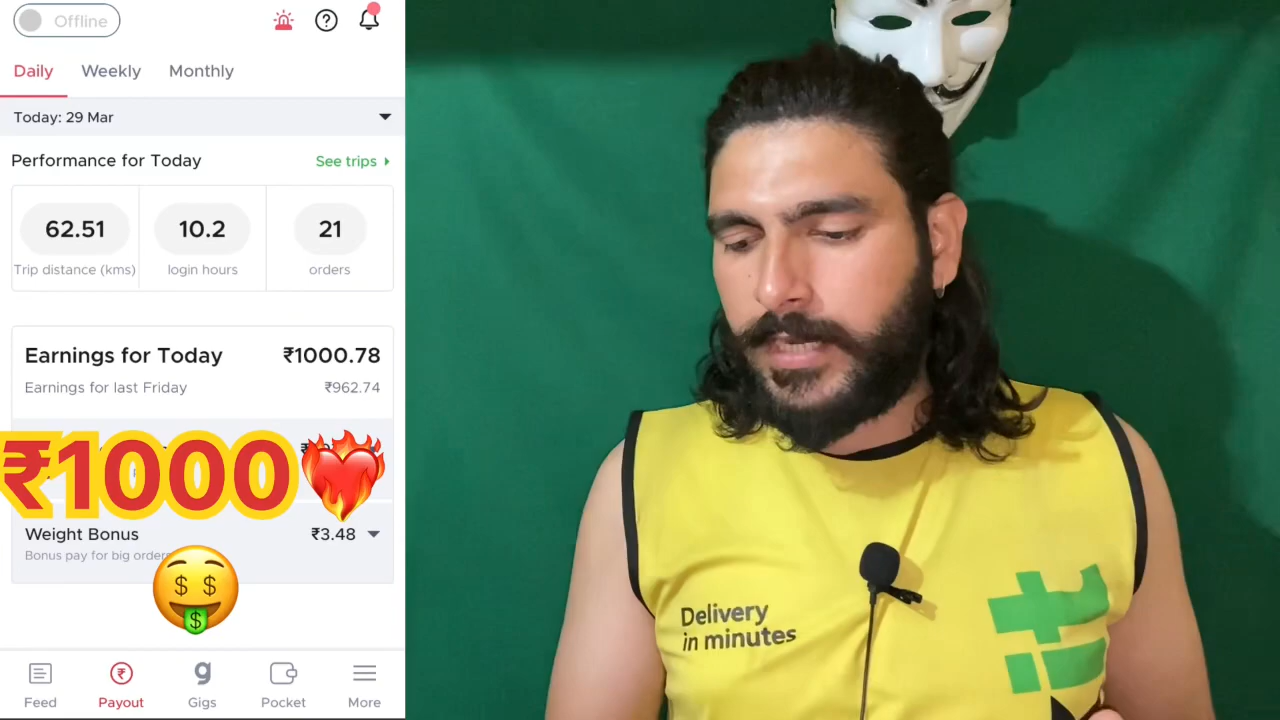 Offline
Daily Weekly Monthly
Today: 29 Mar
Performance for Today See trips
62.51 10.2 21
Trip distance (kms) login hours orders
Earnings for Today ₹1000.78
Earnings for last Friday ₹962.74
₹1000
Weight Bonus ₹3.48
Bonus pay for big orders
Feed Payout Gigs Pocket More
Delivery
in minutes